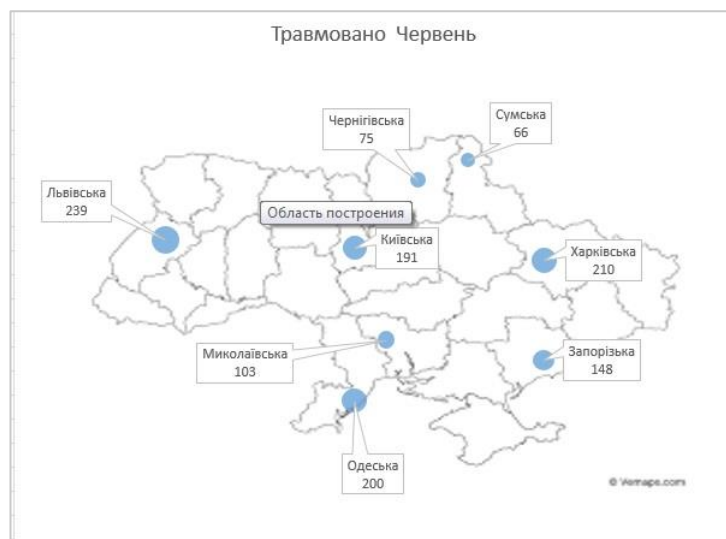 Травмовано Червень
Чернігівська
75
Сумська
66
Львівська
239
Область построения
Київська
191
Харківська
210
Миколаївська
103
Запорізька
148
Одеська
200
© Vemaps.com